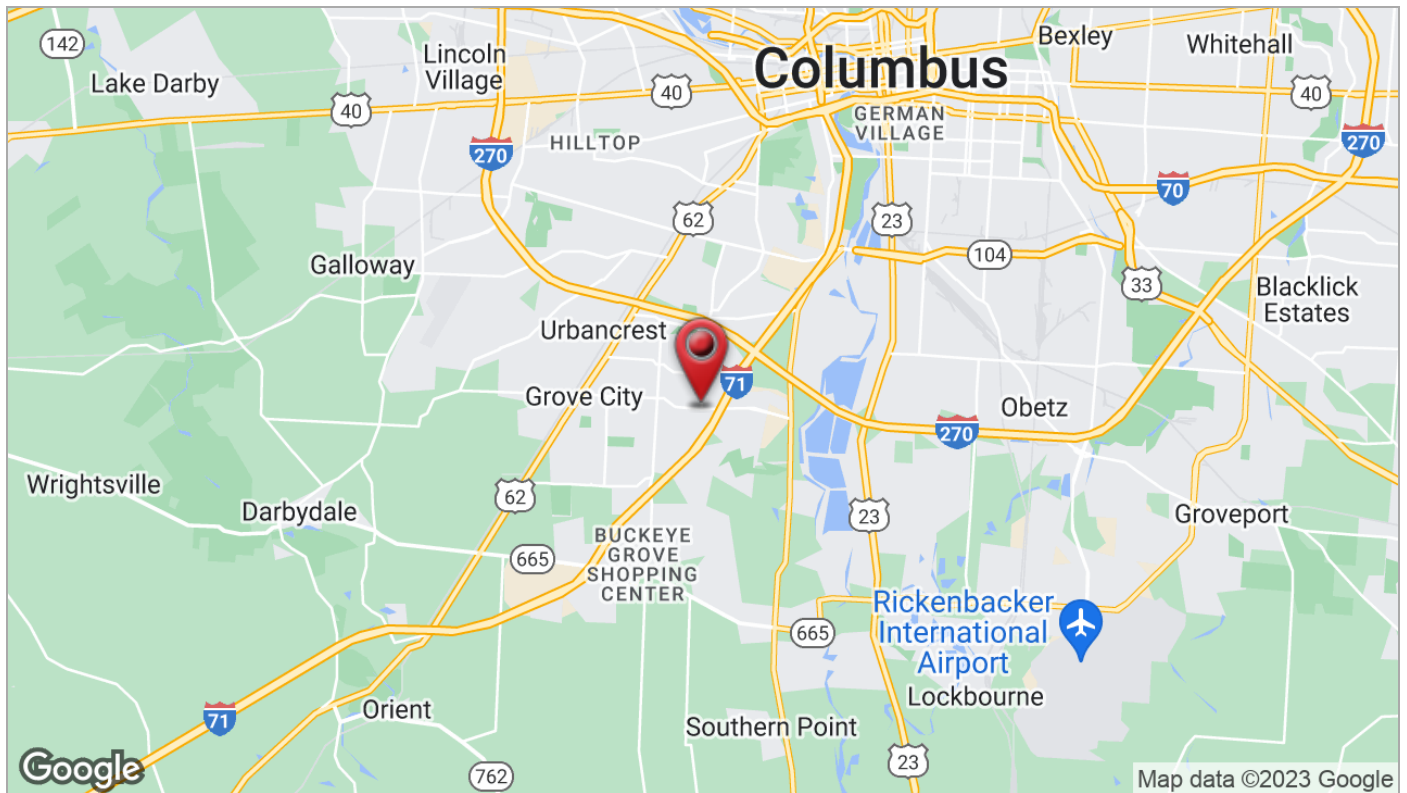 142
Lake Darby
Lincoln
Village
40
40
Columbus
Bexley
Whitehall
40
GERMAN
VILLAGE
HILLTOP
270
270
70
62
23
104
Galloway
33
Blacklick
Estates
Urbancrest
71
Grove City
Obetz
270
Wrightsville
62
Darbydale
23
Groveport
665
BUCKEYE
GROVE
SHOPPING
CENTER
Rickenbacker
International
Airport
665
Lockbourne
Orient
71
Southern Point
23
762
Google
Map data ©2023 Google